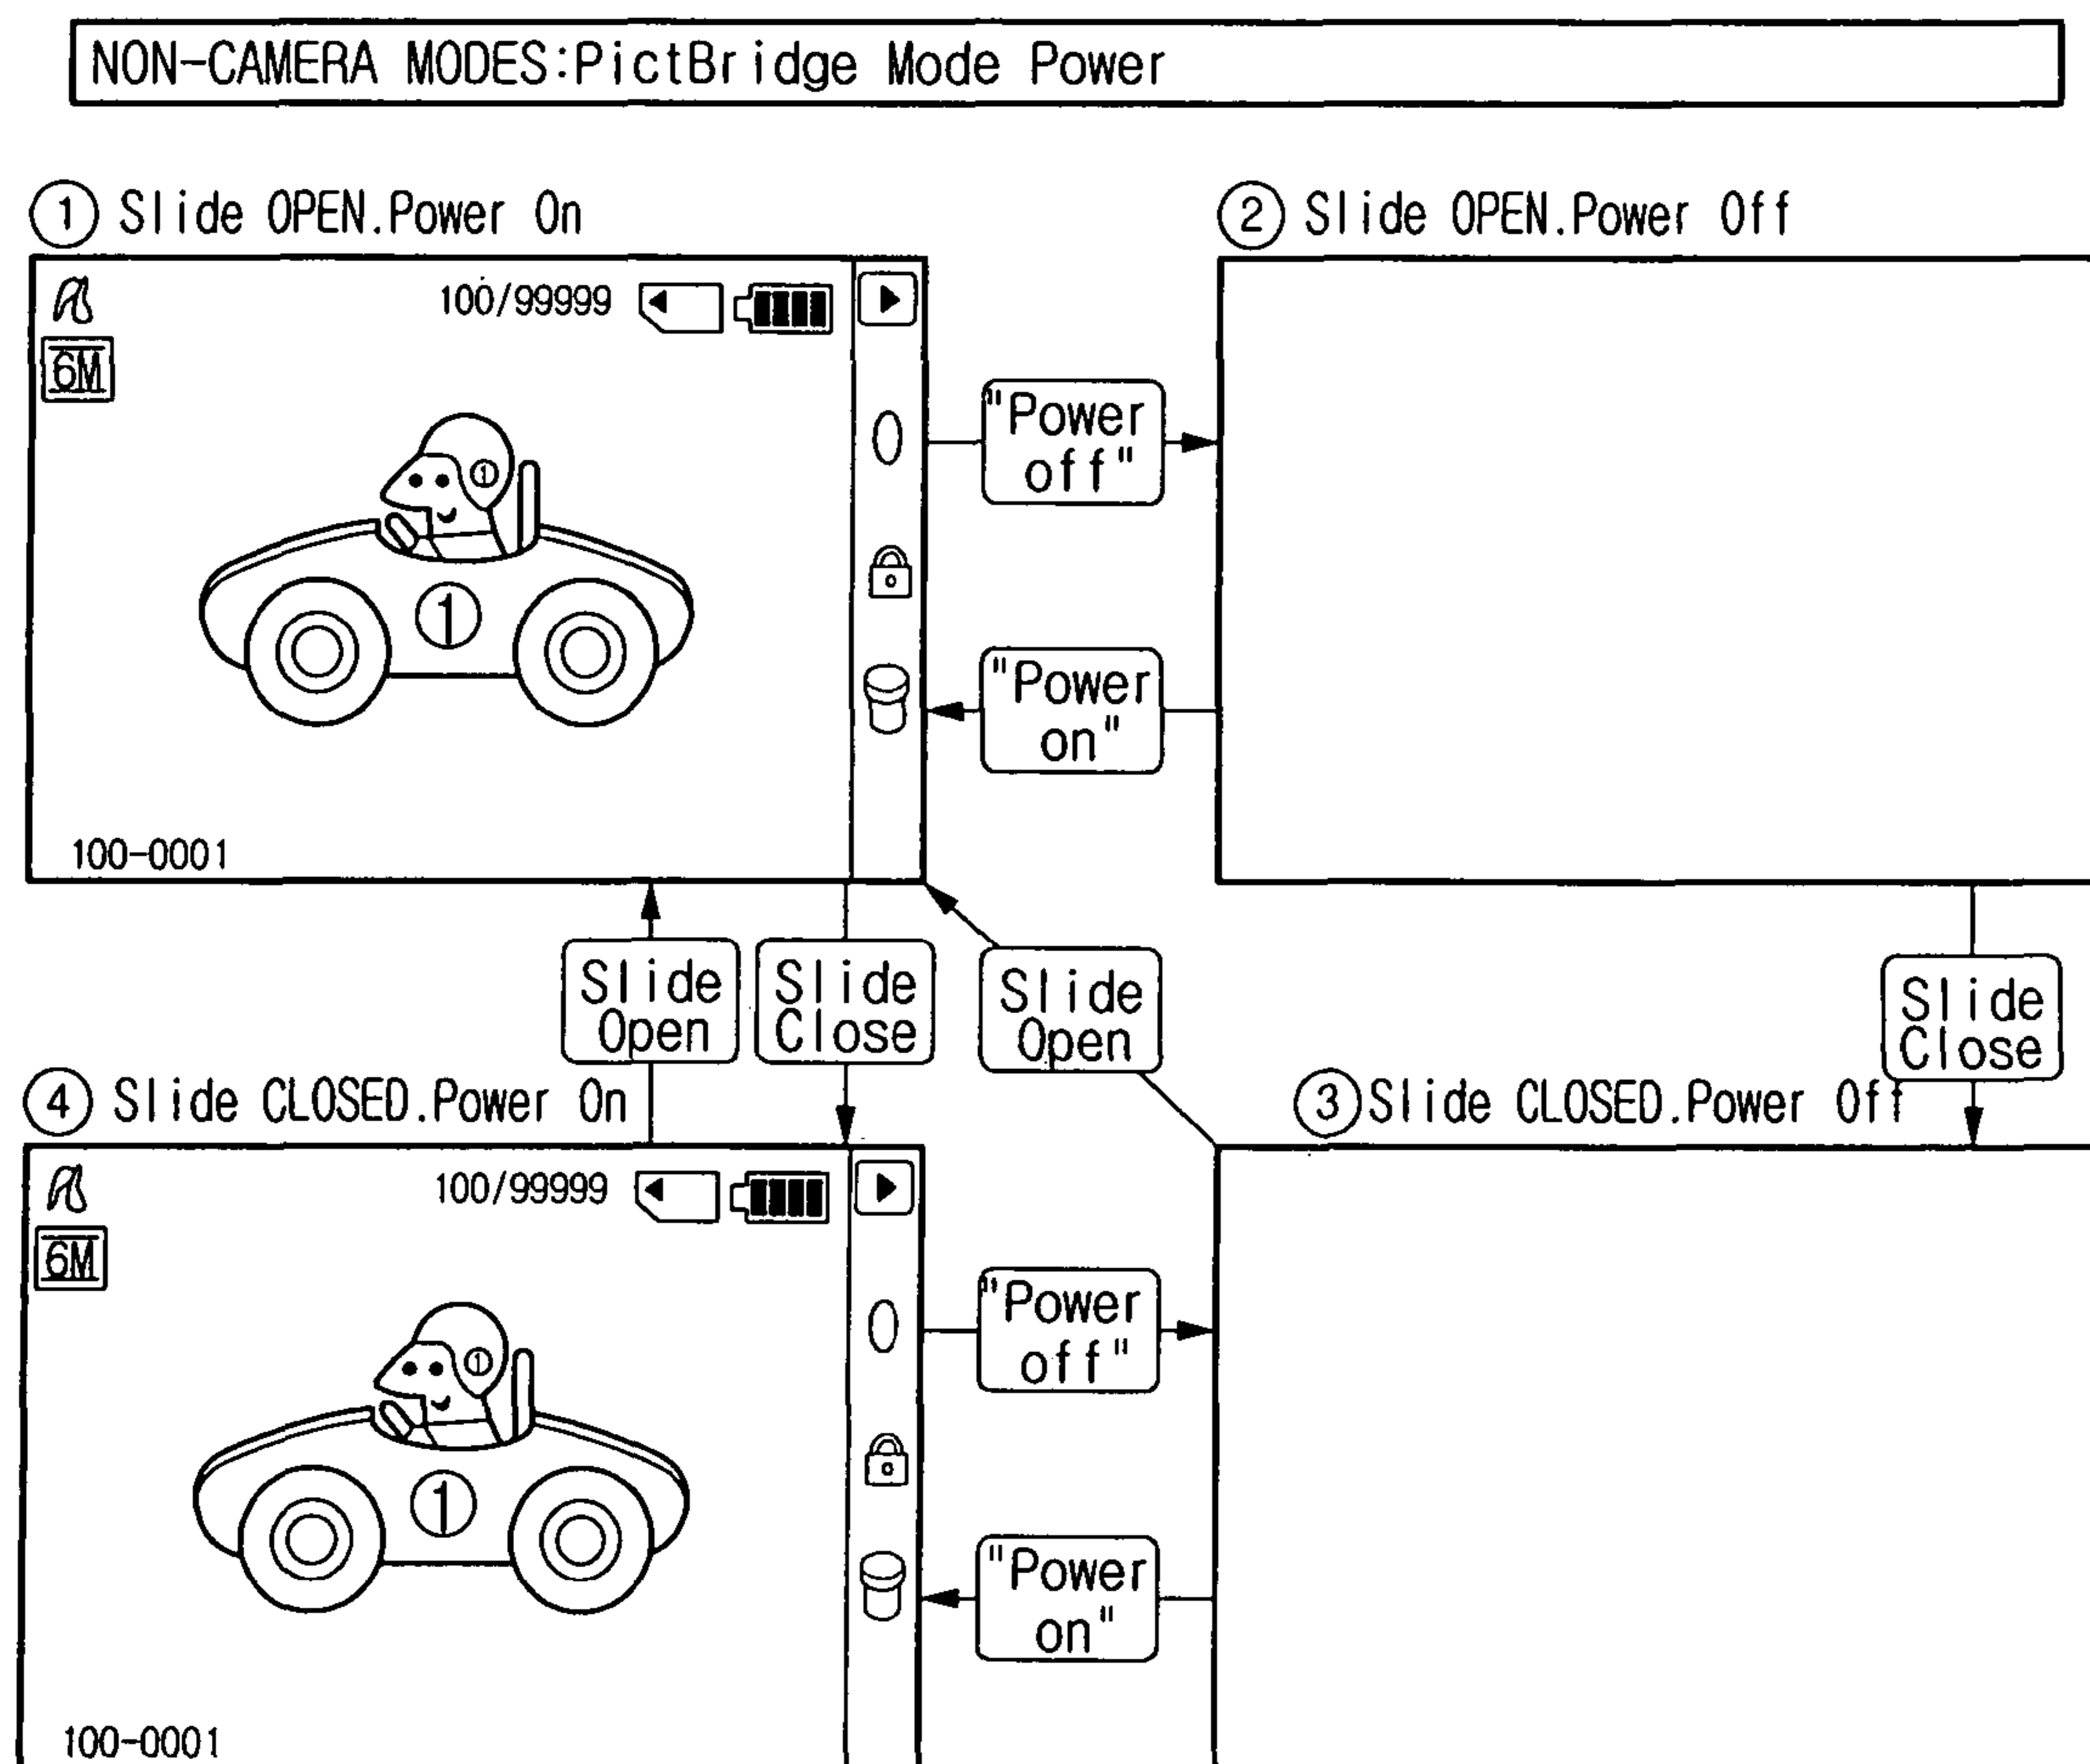 NON-CAMERA MODES:PictBridge Mode Power
① Slide OPEN.Power On
100/99999
6M
1
1
100-0001
"Power
off"
"Power
on"
② Slide OPEN.Power Off
Slide
Open
Slide
Close
Slide
Open
Slide
Close
④ Slide CLOSED.Power On
100/99999
6M
1
1
100-0001
"Power
off"
"Power
on"
③ Slide CLOSED.Power Off